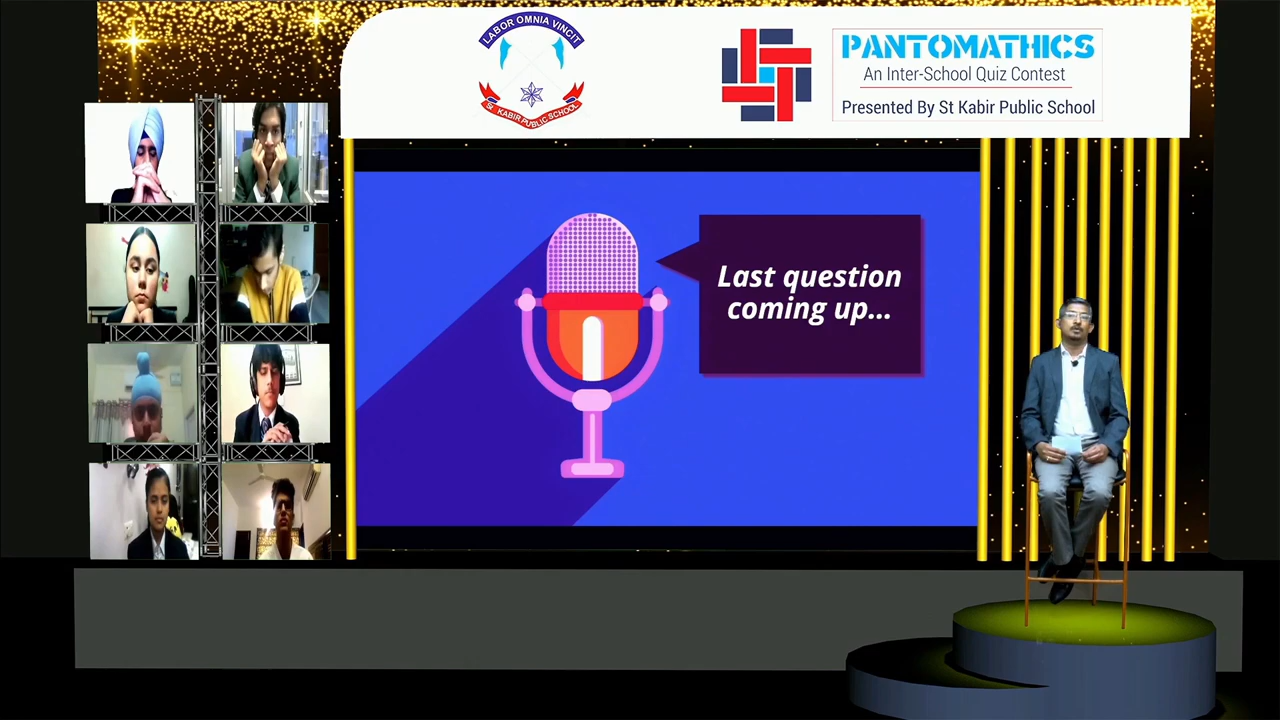 LABOR OMNIA VINCIT
ST KABIR PUBLIC SCHOOL
PANTOMATHICS
An Inter-School Quiz Contest
Presented By St Kabir Public School
Last question
coming up...